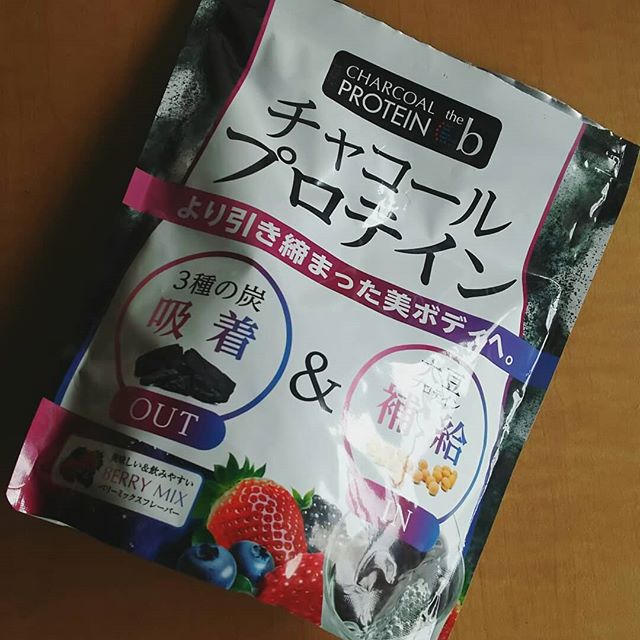 CHARCOAL
PROTEIN the b
チャコール
プロテイン
より引き締まった美ボディへ。
3種の炭
吸着
OUT
&
大豆
プロテイン
補給
IN
美味しい&飲みやすい
BERRY MIX
ベリーミックスフレーバー